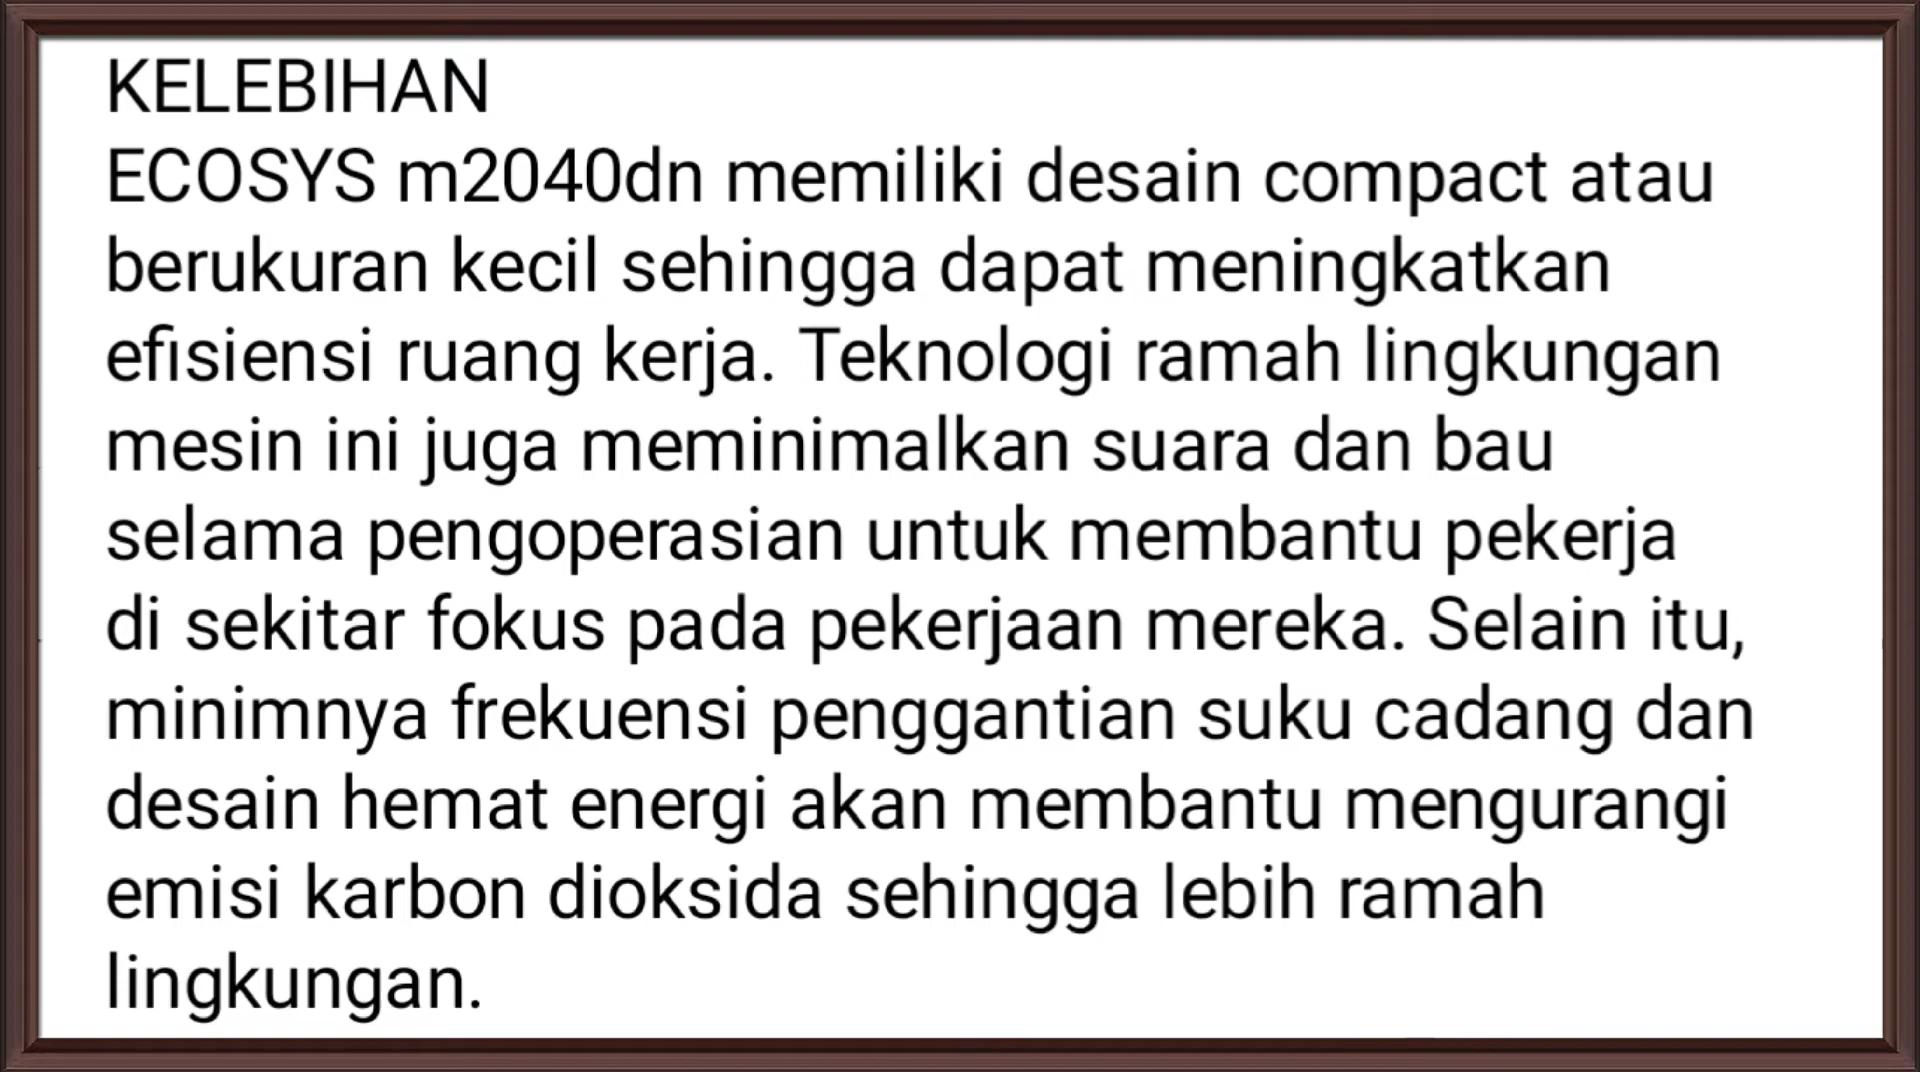 KELEBIHAN
ECOSYS m2040dn memiliki desain compact atau
berukuran kecil sehingga dapat meningkatkan
efisiensi ruang kerja. Teknologi ramah lingkungan
mesin ini juga meminimalkan suara dan bau
selama pengoperasian untuk membantu pekerja
di sekitar fokus pada pekerjaan mereka. Selain itu,
minimnya frekuensi penggantian suku cadang dan
desain hemat energi akan membantu mengurangi
emisi karbon dioksida sehingga lebih ramah
lingkungan.